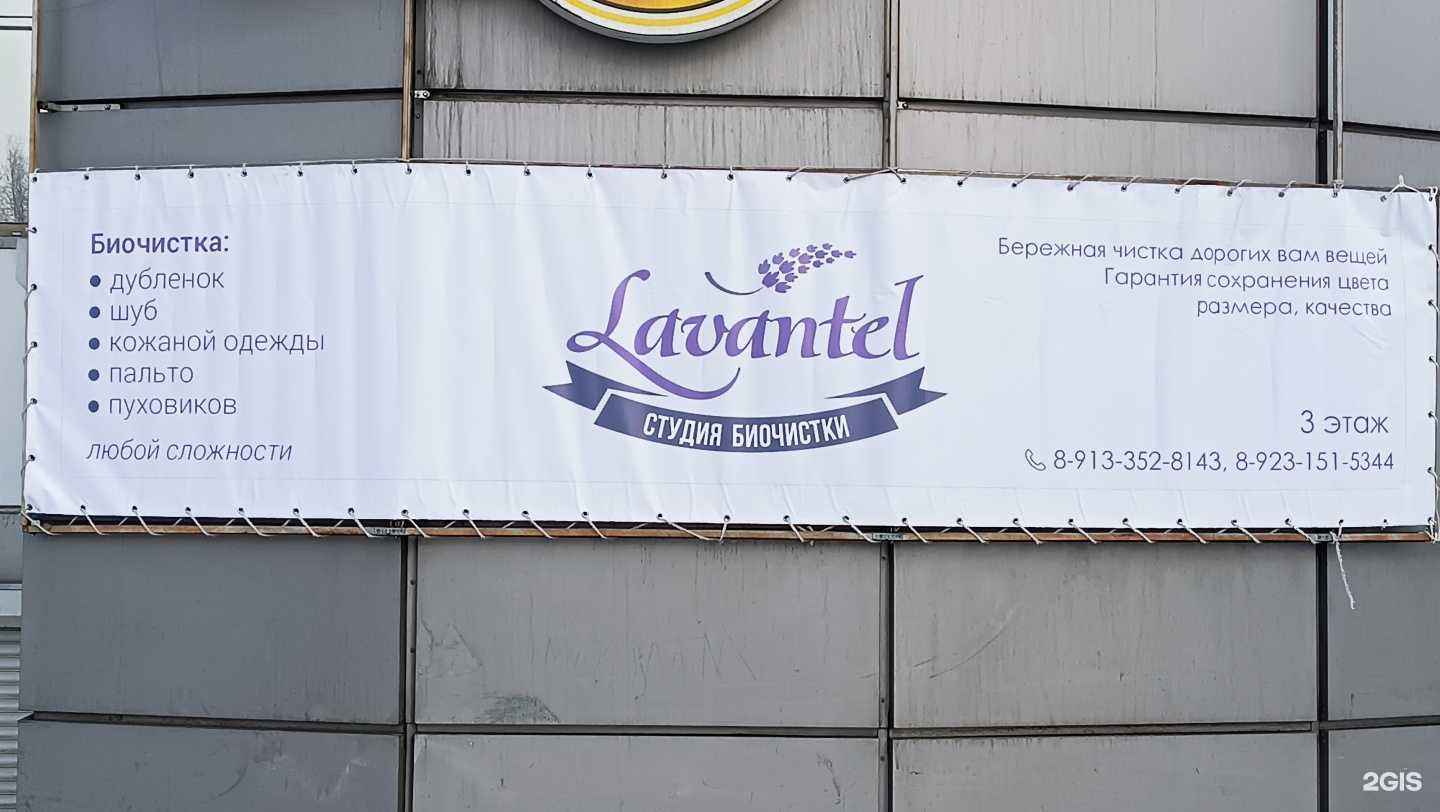 Биочистка:
• дубленок
• шуб
• кожаной одежды
• пальто
• пуховиков
любой сложности
Lavantel
СТУДИЯ БИОЧИСТКИ
Бережная чистка дорогих вам вещей
Гарантия сохранения цвета
размера, качества
3 этаж
8-913-352-8143, 8-923-151-5344
2GIS